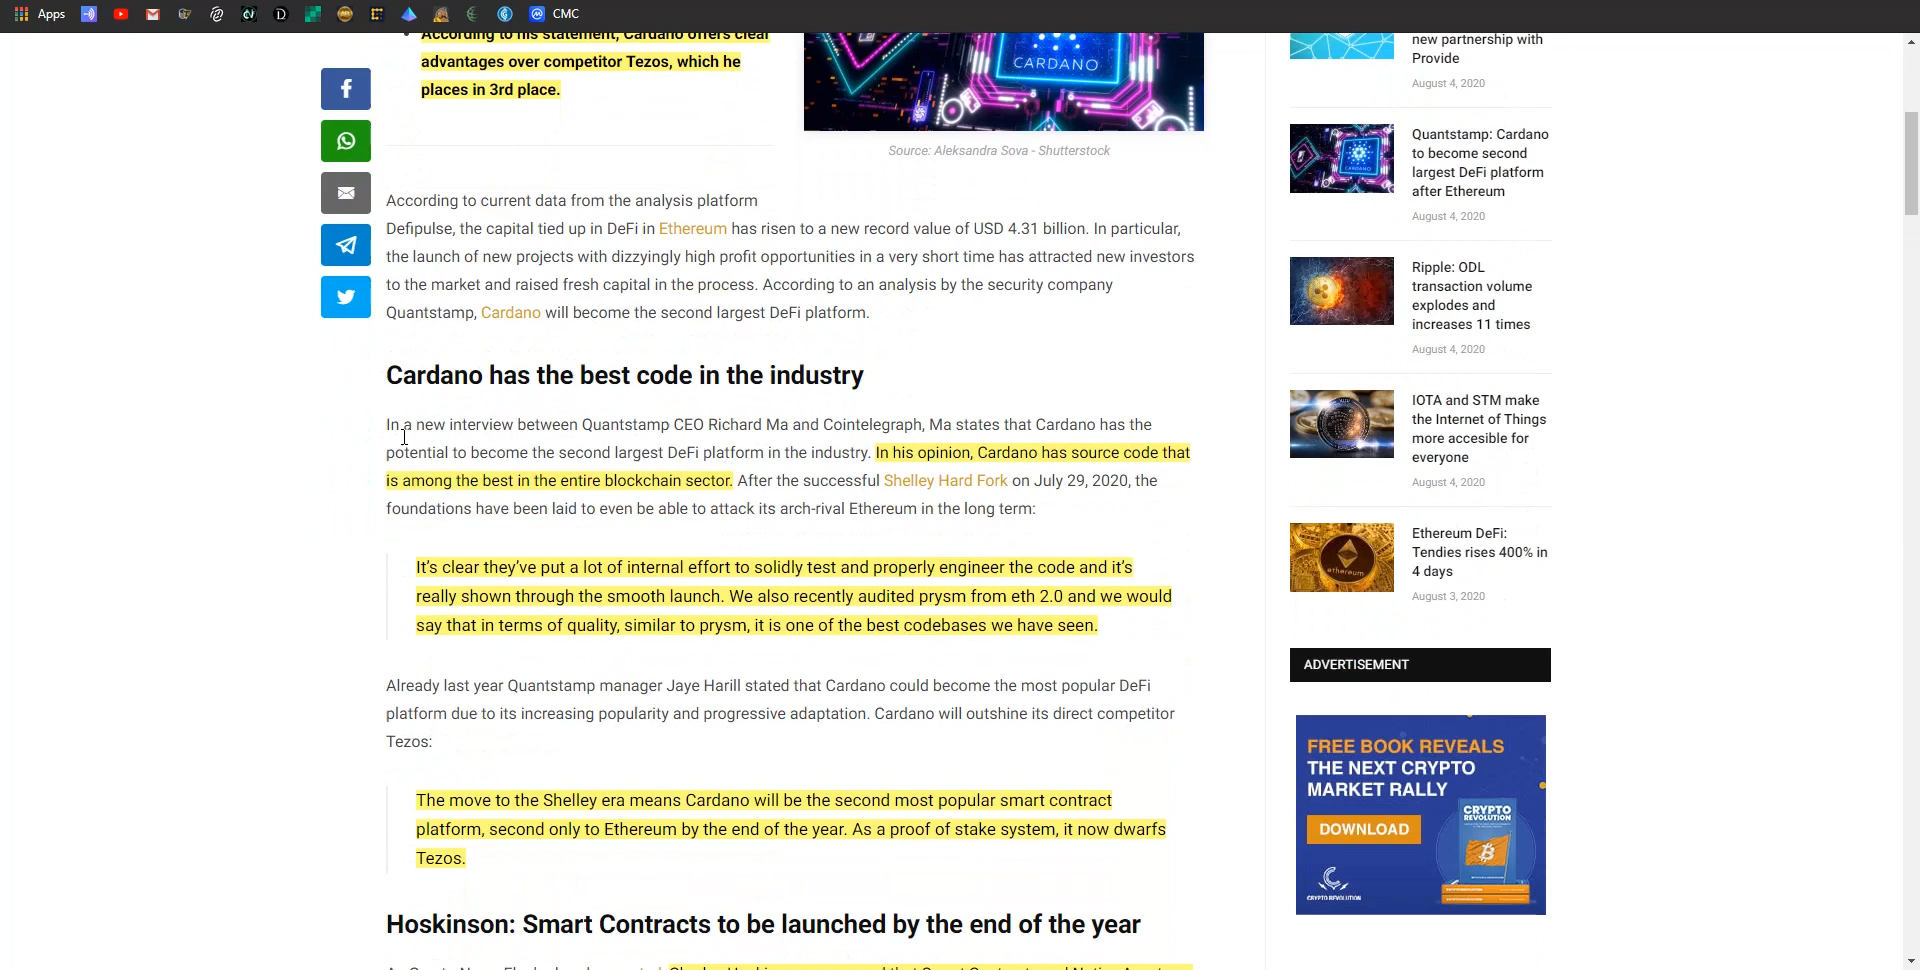 Apps
CMC
According to his statement, Cardano offers clear
advantages over competitor Tezos, which he
places in 3rd place.
CARDANO
Source: Aleksandra Sova - Shutterstock
According to current data from the analysis platform
Defipulse, the capital tied up in DeFi in Ethereum has risen to a new record value of USD 4.31 billion. In particular,
the launch of new projects with dizzyingly high profit opportunities in a very short time has attracted new investors
to the market and raised fresh capital in the process. According to an analysis by the security company
Quantstamp, Cardano will become the second largest DeFi platform.
Cardano has the best code in the industry
In a new interview between Quantstamp CEO Richard Ma and Cointelegraph, Ma states that Cardano has the
potential to become the second largest DeFi platform in the industry. In his opinion, Cardano has source code that
is among the best in the entire blockchain sector. After the successful Shelley Hard Fork on July 29, 2020, the
foundations have been laid to even be able to attack its arch-rival Ethereum in the long term:
It's clear they've put a lot of internal effort to solidly test and properly engineer the code and it's
really shown through the smooth launch. We also recently audited prysm from eth 2.0 and we would
say that in terms of quality, similar to prysm, it is one of the best codebases we have seen.
Already last year Quantstamp manager Jaye Harill stated that Cardano could become the most popular DeFi
platform due to its increasing popularity and progressive adaptation. Cardano will outshine its direct competitor
Tezos:
The move to the Shelley era means Cardano will be the second most popular smart contract
platform, second only to Ethereum by the end of the year. As a proof of stake system, it now dwarfs
Tezos.
Hoskinson: Smart Contracts to be launched by the end of the year
new partnership with
Provide
August 4, 2020
Quantstamp: Cardano
to become second
largest DeFi platform
after Ethereum
August 4, 2020
Ripple: ODL
transaction volume
explodes and
increases 11 times
August 4, 2020
IOTA and STM make
the Internet of Things
more accesible for
everyone
August 4, 2020
Ethereum DeFi:
Tendies rises 400% in
4 days
August 3, 2020
ADVERTISEMENT
FREE BOOK REVEALS
THE NEXT CRYPTO
MARKET RALLY
DOWNLOAD
CRYPTO
REVOLUTION
CRYPTO REVOLUTION